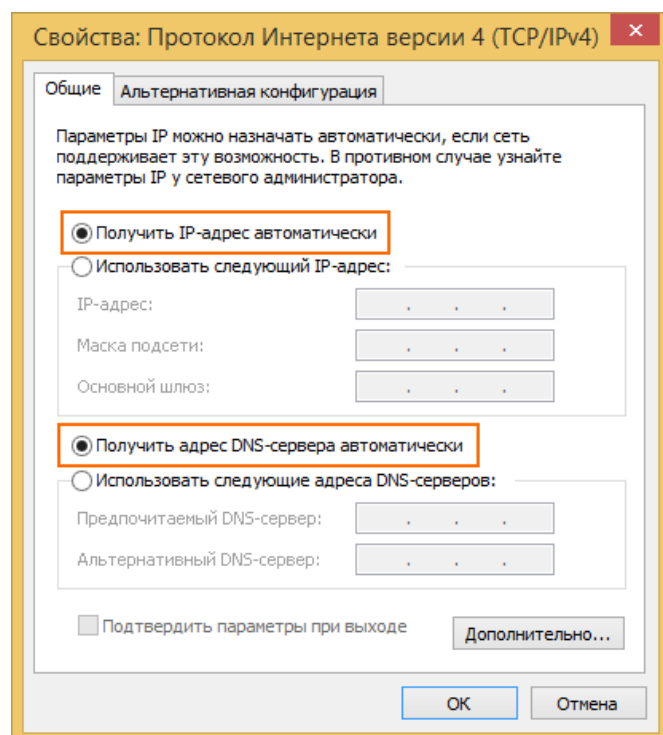 Свойства: Протокол Интернета версии 4 (TCP/IPv4)
Общие
Альтернативная конфигурация
Параметры IP можно назначать автоматически, если сеть
поддерживает эту возможность. В противном случае узнайте
параметры IP у сетевого администратора.
Получить IP-адрес автоматически
Использовать следующий IP-адрес:
IP-адрес:
Маска подсети:
Основной шлюз:
Получить адрес DNS-сервера автоматически
Использовать следующие адреса DNS-серверов:
Предпочитаемый DNS-сервер:
Альтернативный DNS-сервер:
Подтвердить параметры при выходе
Дополнительно...
ОК
Отмена